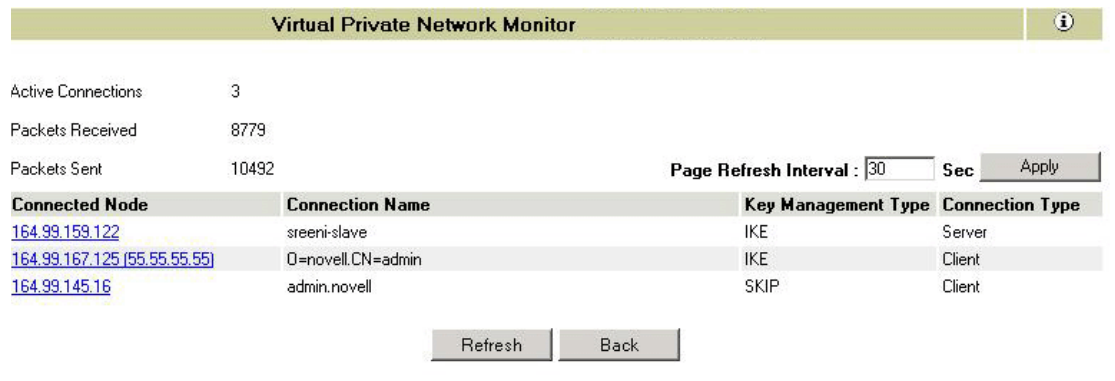 Virtual Private Network Monitor
Active Connections 3
Packets Received 8779
Packets Sent 10492
Page Refresh Interval : 30 Sec Apply
Connected Node Connection Name Key Management Type Connection Type
164.99.159.122 sreeni-slave IKE Server
164.99.167.125 (55.55.55.55) O=novell.CN=admin IKE Client
164.99.145.16 admin.novell SKIP Client
Refresh Back